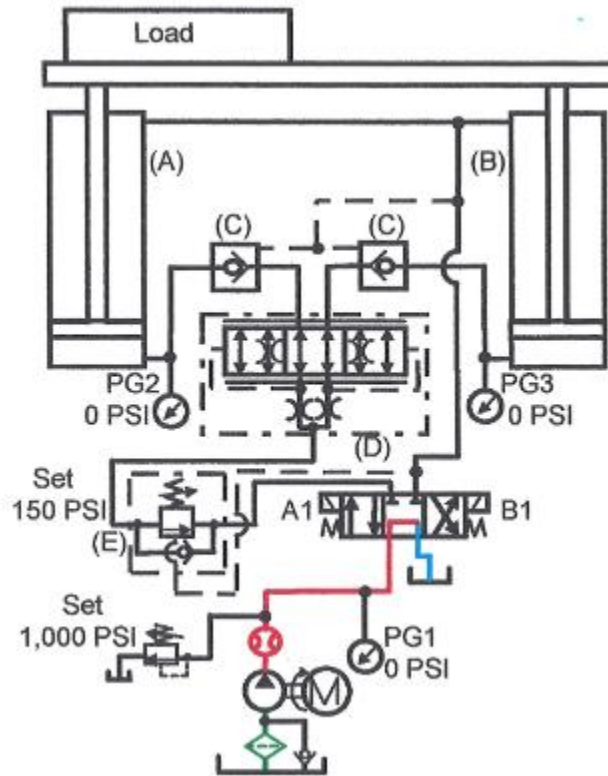 Load
(A)
(B)
(C)
(C)
PG2
0 PSI
PG3
0 PSI
(D)
Set
150 PSI
(E)
A1
B1
M
M
Set
1,000 PSI
PG1
0 PSI
M